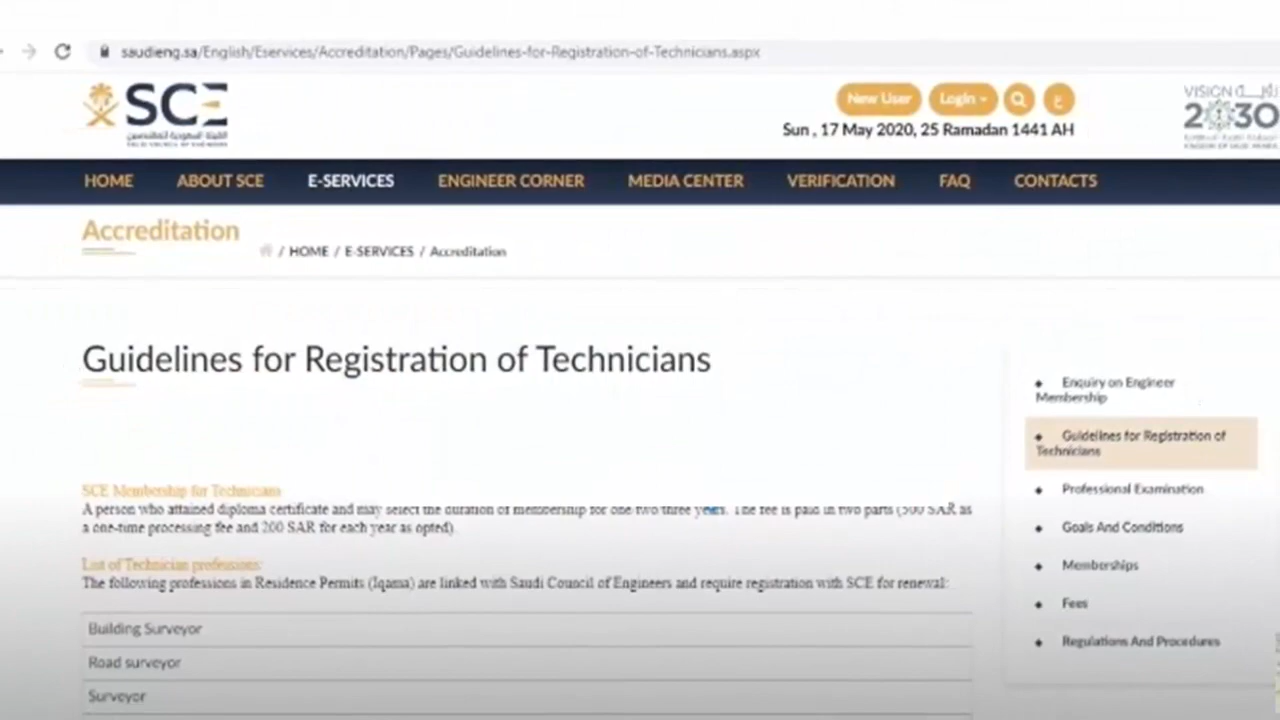 saudieng.sa/English/Eservices/Accreditation/Pages/Guidelines-for-Registration-of-Technicians.aspx
SCE
New User
Login
ع
Sun , 17 May 2020, 25 Ramadan 1441 AH
VISION رؤية
2030
HOME ABOUT SCE E-SERVICES ENGINEER CORNER MEDIA CENTER VERIFICATION FAQ CONTACTS
Accreditation
/ HOME / E-SERVICES / Accreditation
Guidelines for Registration of Technicians
SCE Membership for Technicians
A person who attained diploma certificate and may select the duration of membership for one two three years. The fee is paid in two parts (500 SAR as
a one-time processing fee and 200 SAR for each year as opted).
List of Technician professions:
The following professions in Residence Permits (Iqama) are linked with Saudi Council of Engineers and require registration with SCE for renewal:
Building Surveyor
Road surveyor
Surveyor
Enquiry on Engineer
Membership
Guidelines for Registration of
Technicians
Professional Examination
Goals And Conditions
Memberships
Fees
Regulations And Procedures